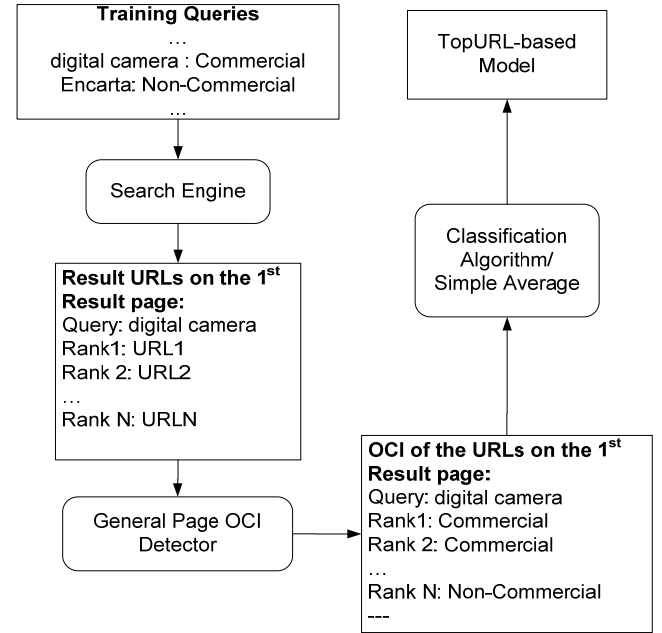 Training Queries
...
digital camera : Commercial
Encarta: Non-Commercial
...
Search Engine
Result URLs on the 1st
Result page:
Query: digital camera
Rank1: URL1
Rank 2: URL2
...
Rank N: URLN
General Page OCI
Detector
OCI of the URLs on the 1st
Result page:
Query: digital camera
Rank1: Commercial
Rank 2: Commercial
...
Rank N: Non-Commercial
---
Classification
Algorithm/
Simple Average
TopURL-based
Model